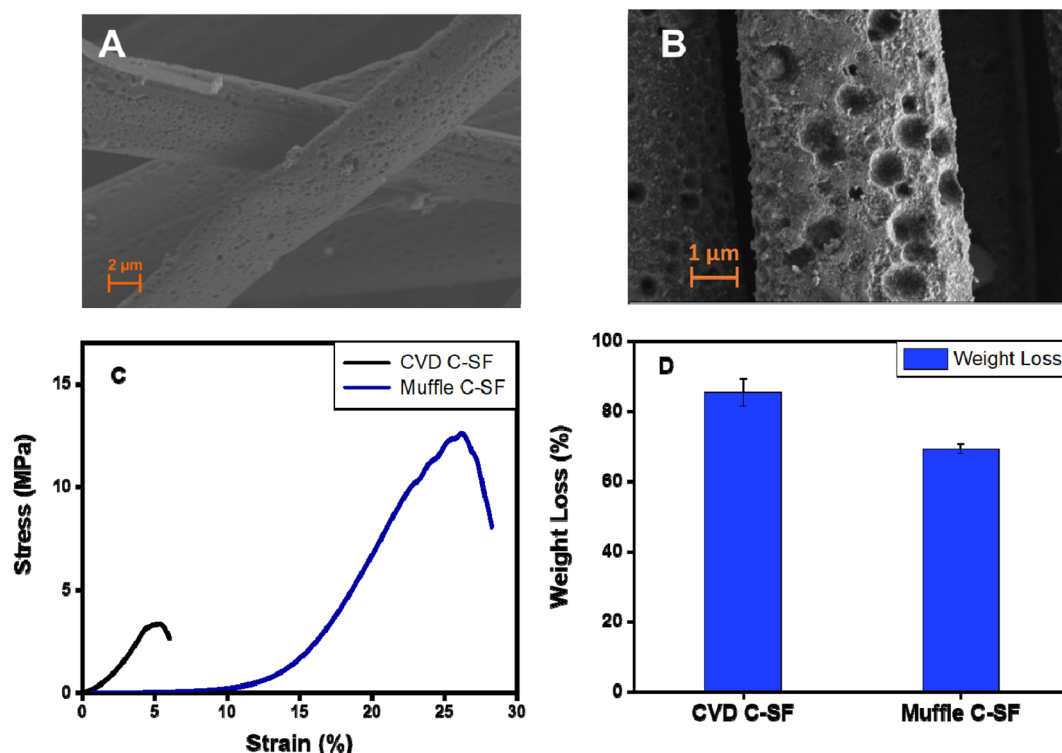 A
2 µm
B
1 µm
C
CVD C-SF
Muffle C-SF
15
10
5
0
Stress (MPa)
0 5 10 15 20 25 30
Strain (%)
D
Weight Loss
100
80
60
40
20
0
Weight Loss (%)
CVD C-SF Muffle C-SF